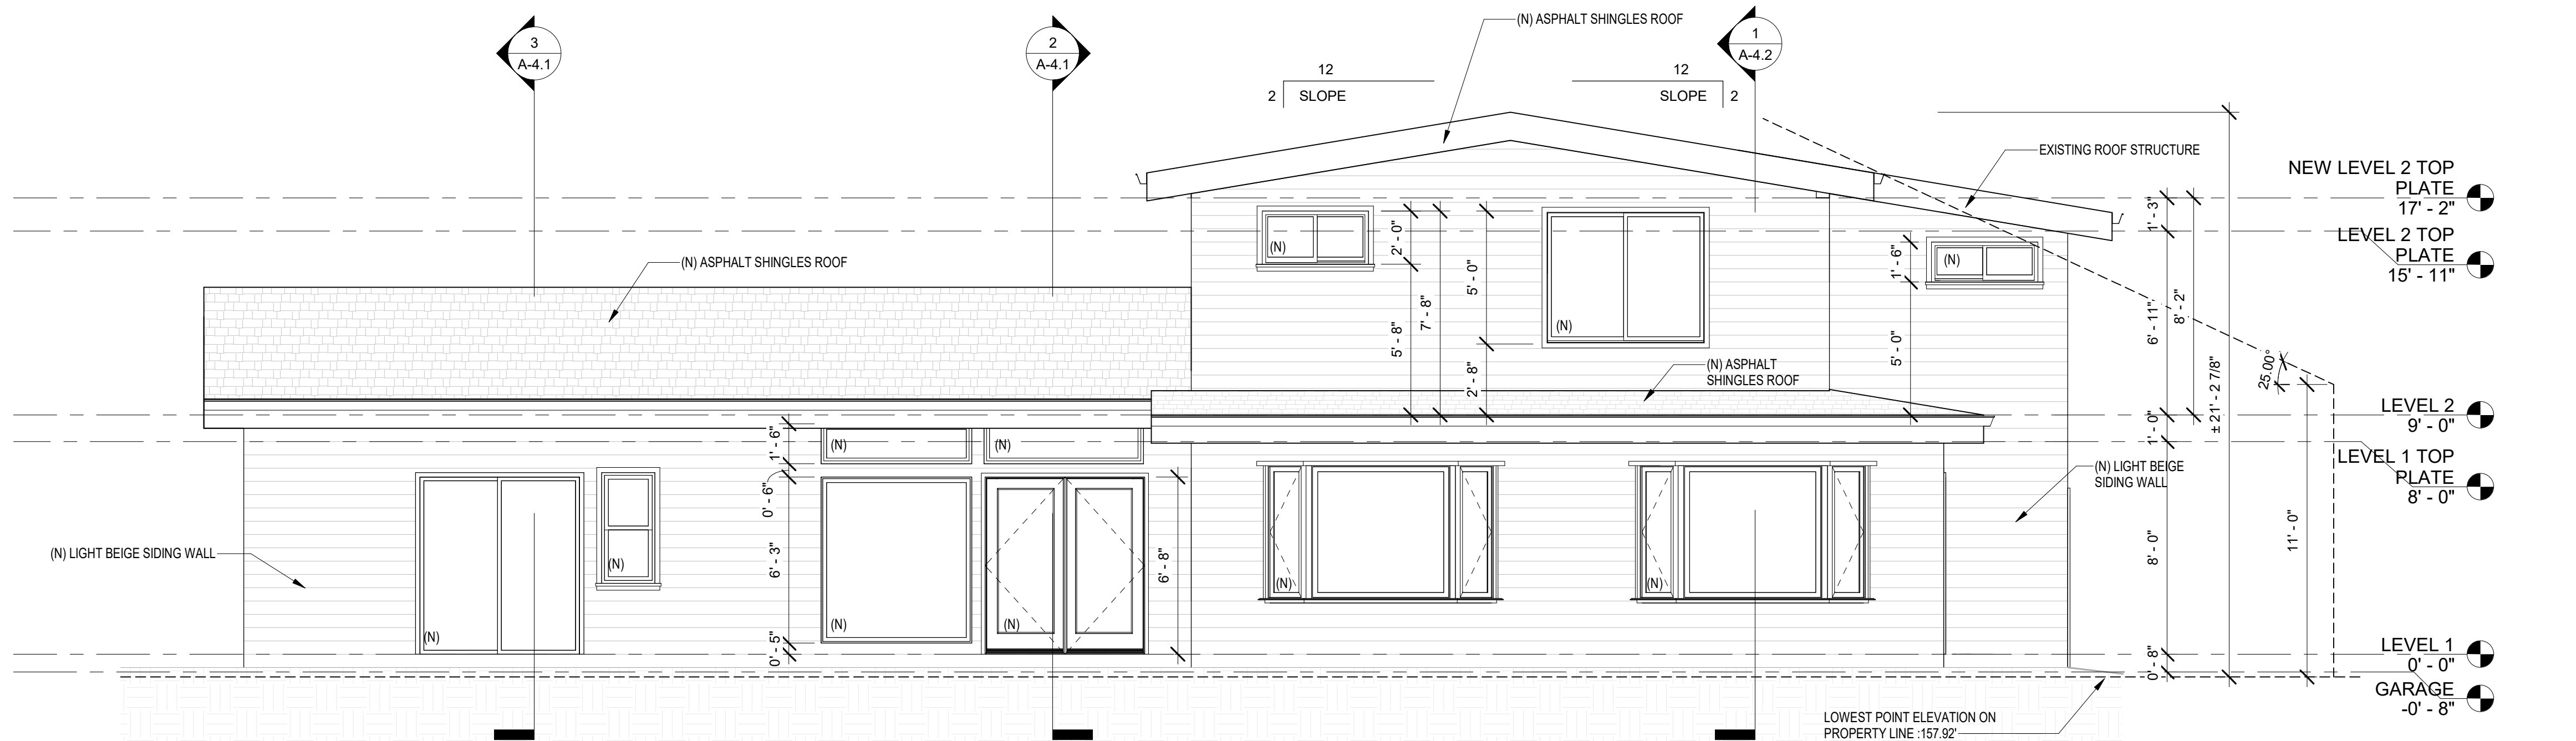 3
A-4.1
2
A-4.1
1
A-4.2
(N) ASPHALT SHINGLES ROOF
12
2
SLOPE
12
SLOPE
2
EXISTING ROOF STRUCTURE
NEW LEVEL 2 TOP
PLATE
17' - 2"
LEVEL 2 TOP
PLATE
15' - 11"
(N) ASPHALT SHINGLES ROOF
(N)
(N)
(N)
2' - 0"
5' - 8"
7' - 8"
5' - 0"
2' - 8"
1' - 6"
5' - 0"
1' - 3"
6' - 11"
8' - 2"
± 21' - 2 7/8"
25.00°
(N) ASPHALT
SHINGLES ROOF
LEVEL 2
9' - 0"
1' - 0"
LEVEL 1 TOP
PLATE
8' - 0"
(N) LIGHT BEIGE
SIDING WALL
1' - 6"
0' - 6"
6' - 3"
0' - 5"
6' - 8"
(N)
(N)
(N) LIGHT BEIGE SIDING WALL
(N)
(N)
(N)
(N)
(N)
(N)
8' - 0"
11' - 0"
0' - 8"
LEVEL 1
0' - 0"
GARAGE
-0' - 8"
LOWEST POINT ELEVATION ON
PROPERTY LINE :157.92'